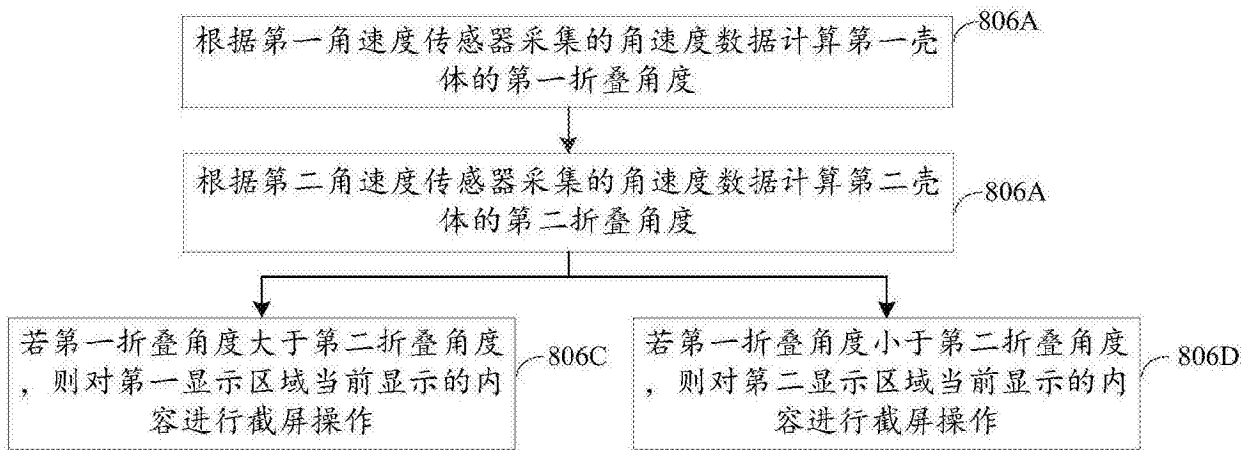 根据第一角速度传感器采集的角速度数据计算第一壳
体的第一折叠角度
806A
根据第二角速度传感器采集的角速度数据计算第二壳
体的第二折叠角度
806A
若第一折叠角度大于第二折叠角度
，则对第一显示区域当前显示的内
容进行截屏操作
806C
若第一折叠角度小于第二折叠角度
，则对第二显示区域当前显示的内
容进行截屏操作
806D